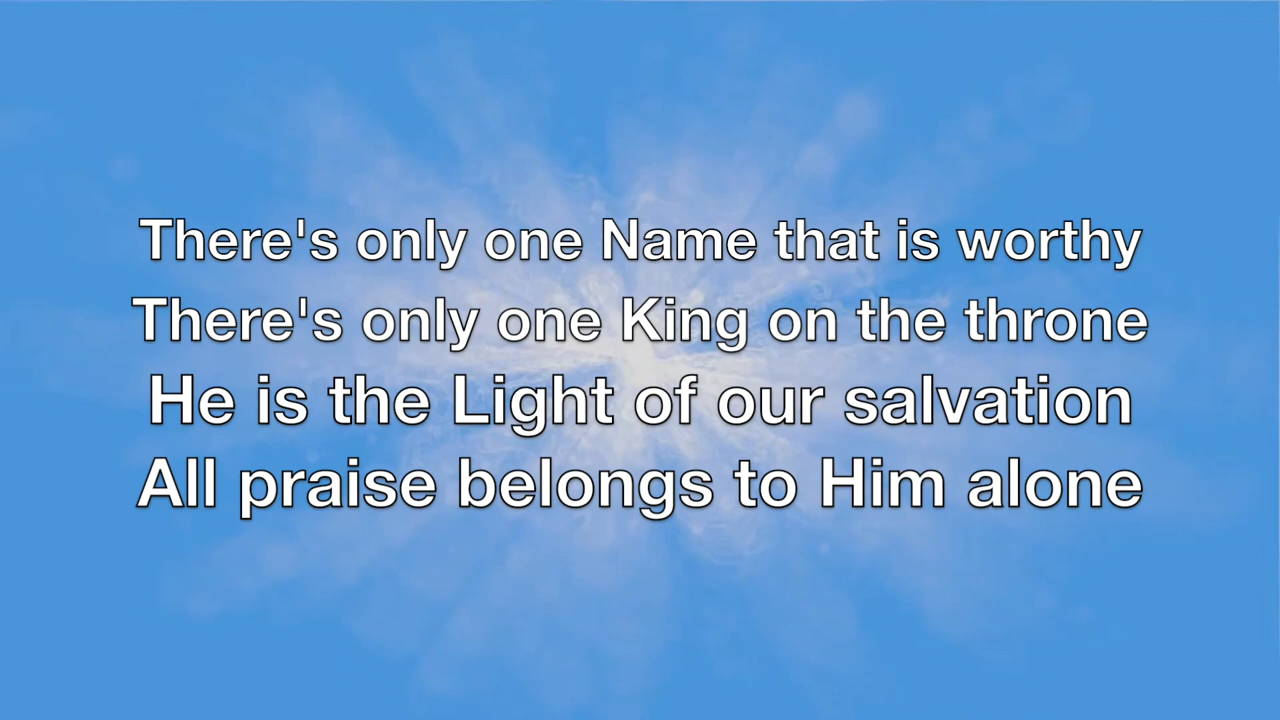 There's only one Name that is worthy
There's only one King on the throne
He is the Light of our salvation
All praise belongs to Him alone